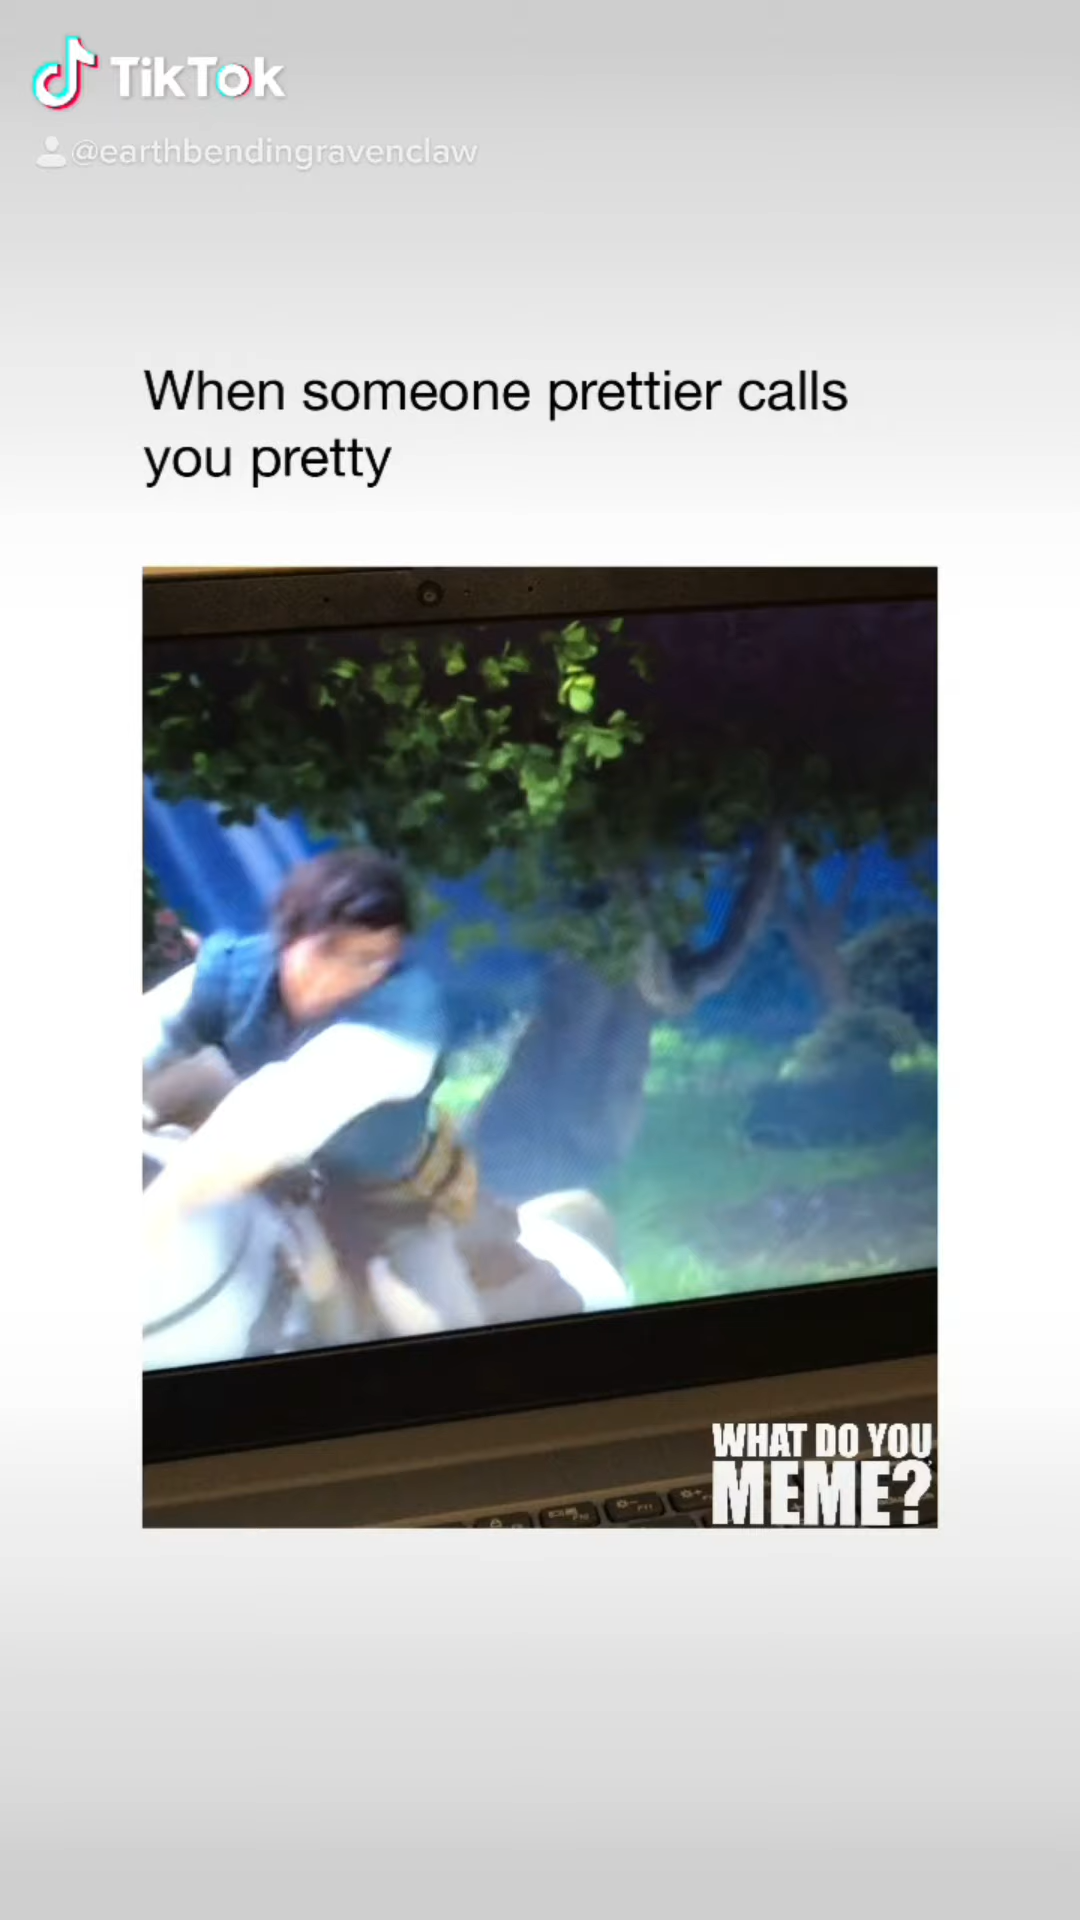 TikTok
@earthbendingravenclaw
When someone prettier calls
you pretty
WHAT DO YOU
MEME?